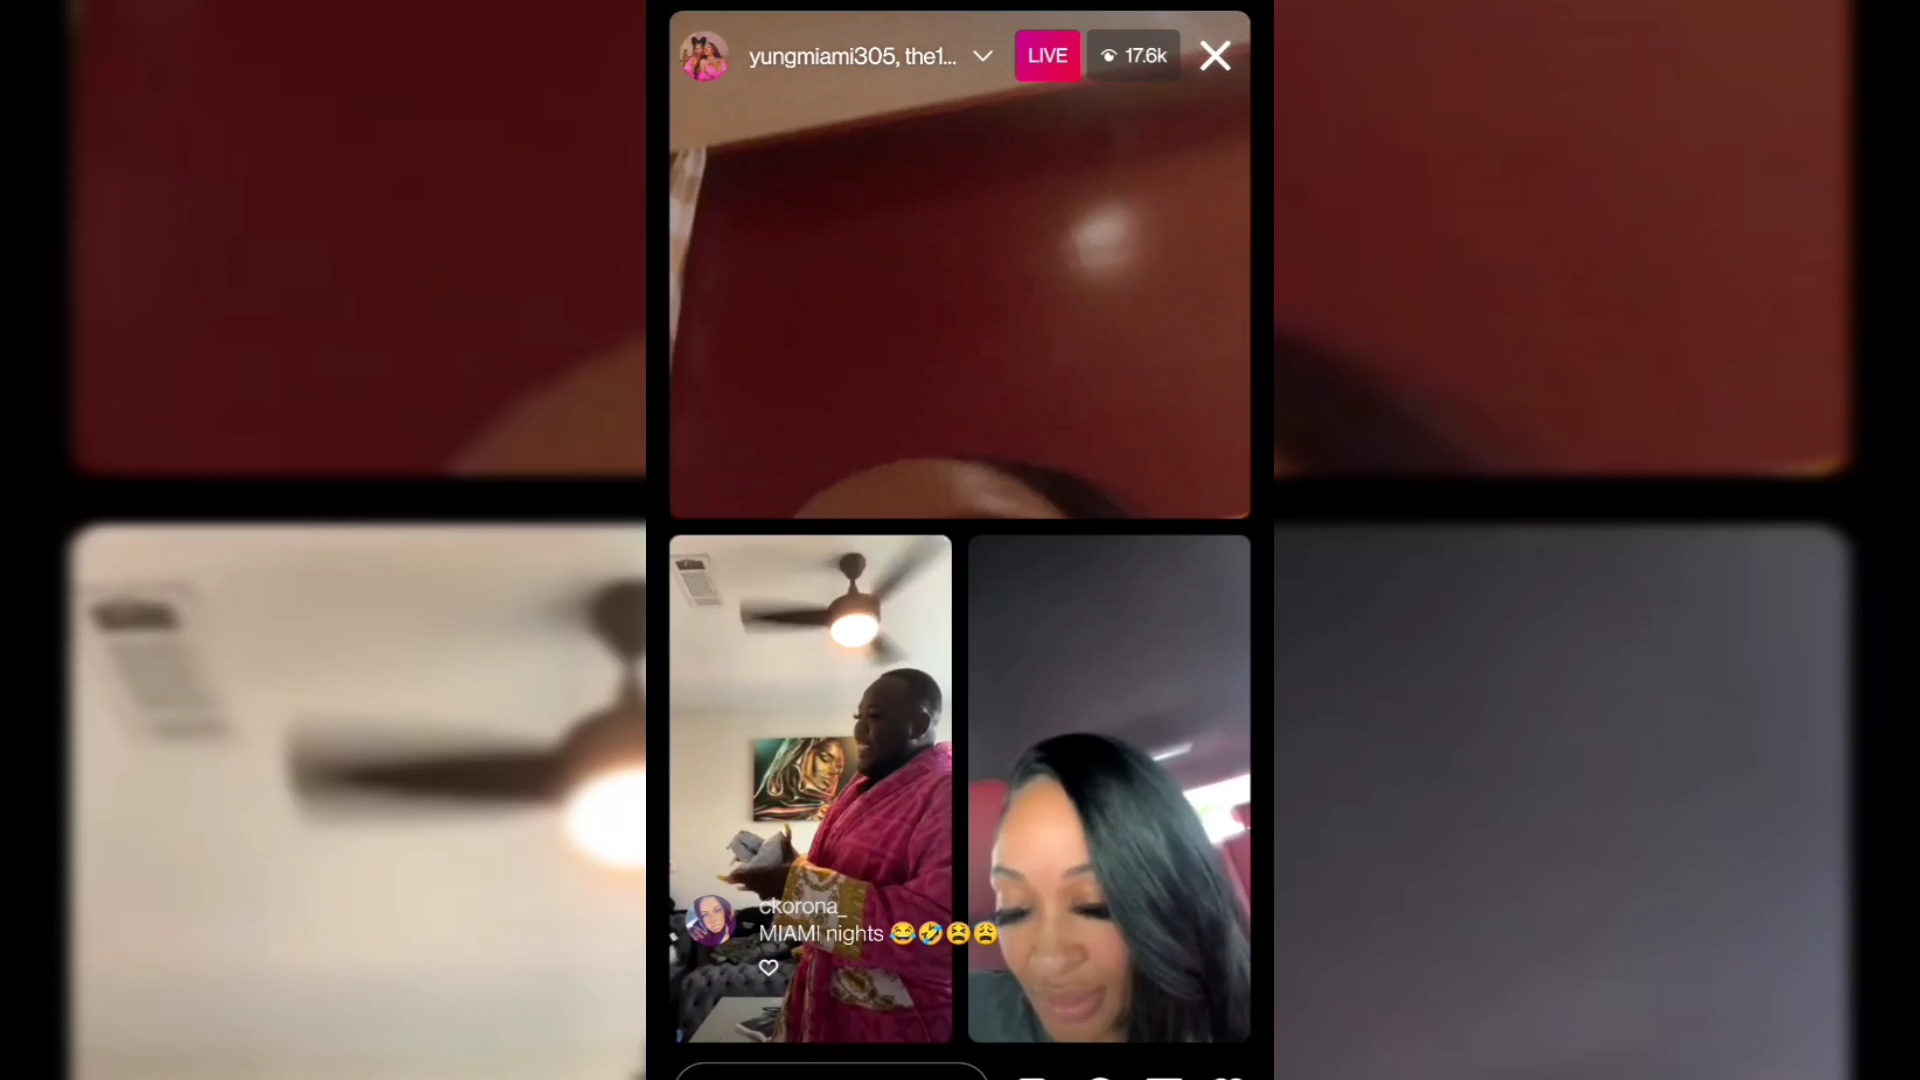 yungmiami305, the1...
LIVE
17.6k
ckorona_
MIAMI nights 😂🤣😫😩